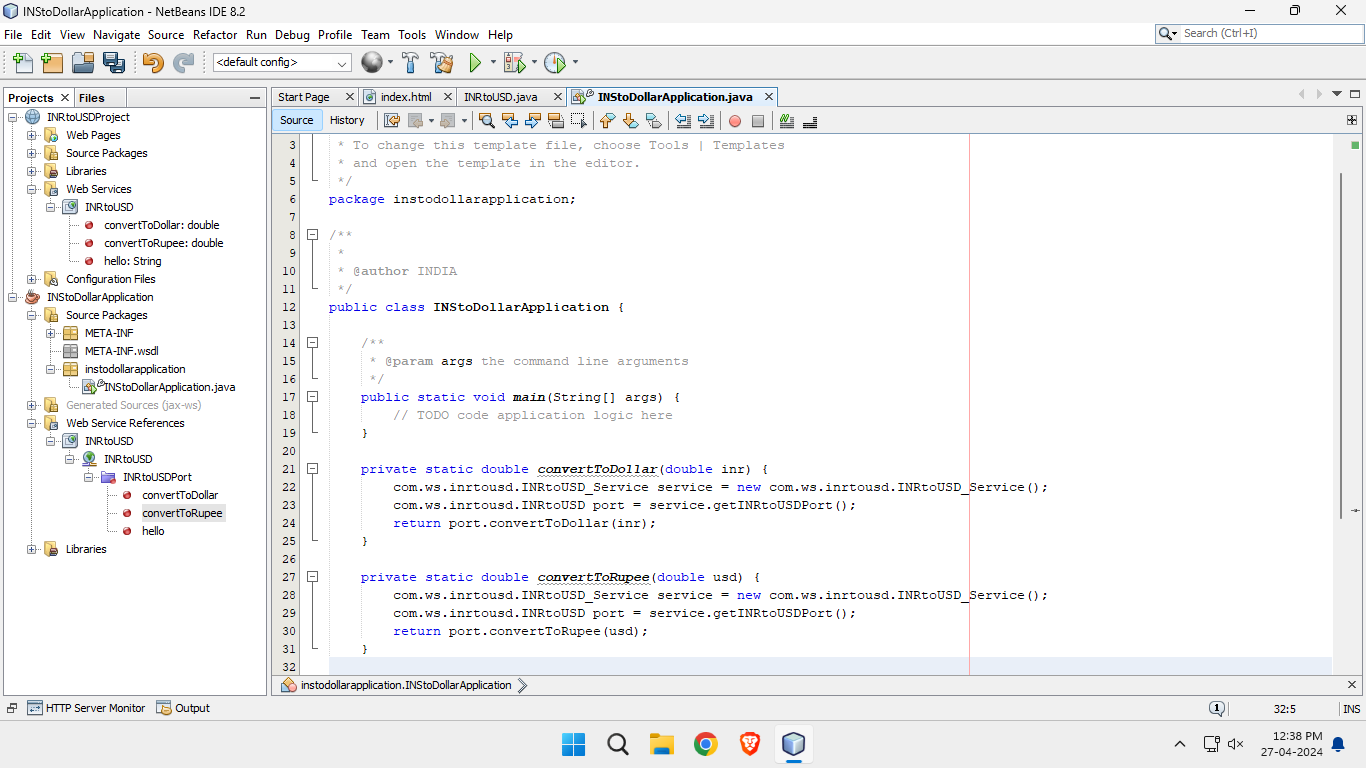 INStoDollarApplication - NetBeans IDE 8.2
File Edit View Navigate Source Refactor Run Debug Profile Team Tools Window Help
Search (Ctrl+I)
<default config>
Projects Files
Start Page index.html INRtoUSD.java INStoDollarApplication.java
Source History
INRtoUSDProject
Web Pages
Source Packages
Libraries
Web Services
INRtoUSD
convertToDollar: double
convertToRupee: double
hello: String
Configuration Files
INStoDollarApplication
Source Packages
META-INF
META-INF.wsdl
instodollarapplication
INStoDollarApplication.java
Generated Sources (jax-ws)
Web Service References
INRtoUSD
INRtoUSD
INRtoUSDPort
convertToDollar
convertToRupee
hello
Libraries
3 * To change this template file, choose Tools | Templates
4 * and open the template in the editor.
5 */
6 package instodollarapplication;
7
8 /**
9 *
10 * @author INDIA
11 */
12 public class INStoDollarApplication {
13
14 /**
15 * @param args the command line arguments
16 */
17 public static void main(String[] args) {
18 // TODO code application logic here
19 }
20
21 private static double convertToDollar(double inr) {
22 com.ws.inrtousd.INRtoUSD_Service service = new com.ws.inrtousd.INRtoUSD_Service();
23 com.ws.inrtousd.INRtoUSD port = service.getINRtoUSDPort();
24 return port.convertToDollar(inr);
25 }
26
27 private static double convertToRupee(double usd) {
28 com.ws.inrtousd.INRtoUSD_Service service = new com.ws.inrtousd.INRtoUSD_Service();
29 com.ws.inrtousd.INRtoUSD port = service.getINRtoUSDPort();
30 return port.convertToRupee(usd);
31 }
32
instodollarapplication.INStoDollarApplication
HTTP Server Monitor Output
1 32:5 INS
12:38 PM
27-04-2024